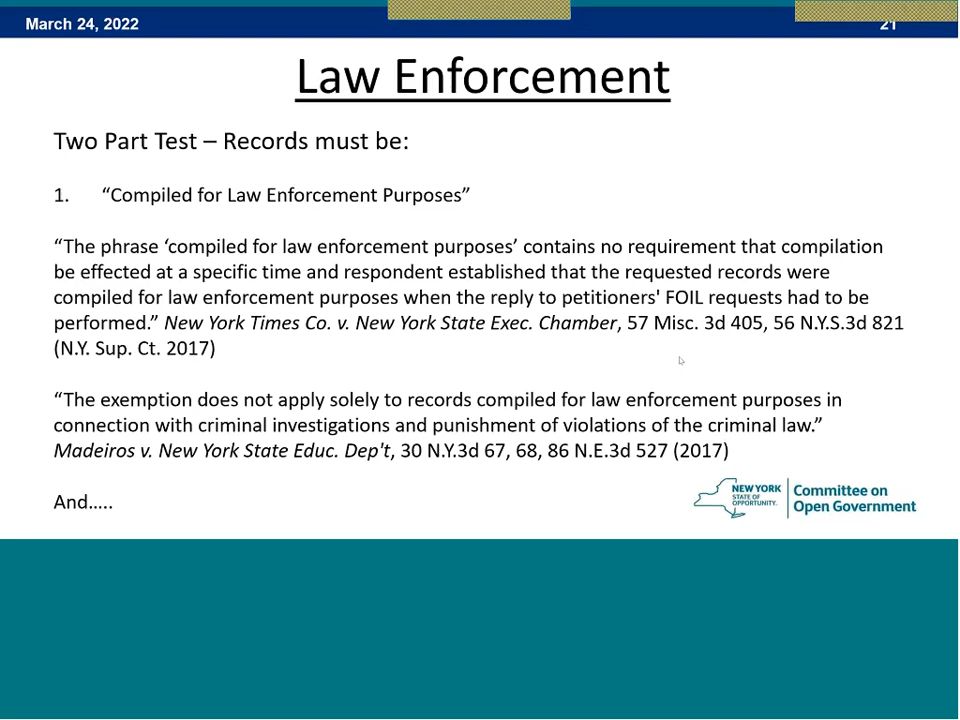 March 24, 2022
21
Law Enforcement
Two Part Test – Records must be:
1. “Compiled for Law Enforcement Purposes”
“The phrase ‘compiled for law enforcement purposes’ contains no requirement that compilation
be effected at a specific time and respondent established that the requested records were
compiled for law enforcement purposes when the reply to petitioners' FOIL requests had to be
performed.” New York Times Co. v. New York State Exec. Chamber, 57 Misc. 3d 405, 56 N.Y.S.3d 821
(N.Y. Sup. Ct. 2017)
“The exemption does not apply solely to records compiled for law enforcement purposes in
connection with criminal investigations and punishment of violations of the criminal law.”
Madeiros v. New York State Educ. Dep't, 30 N.Y.3d 67, 68, 86 N.E.3d 527 (2017)
And…..
NEW YORK
STATE OF
OPPORTUNITY.
Committee on
Open Government